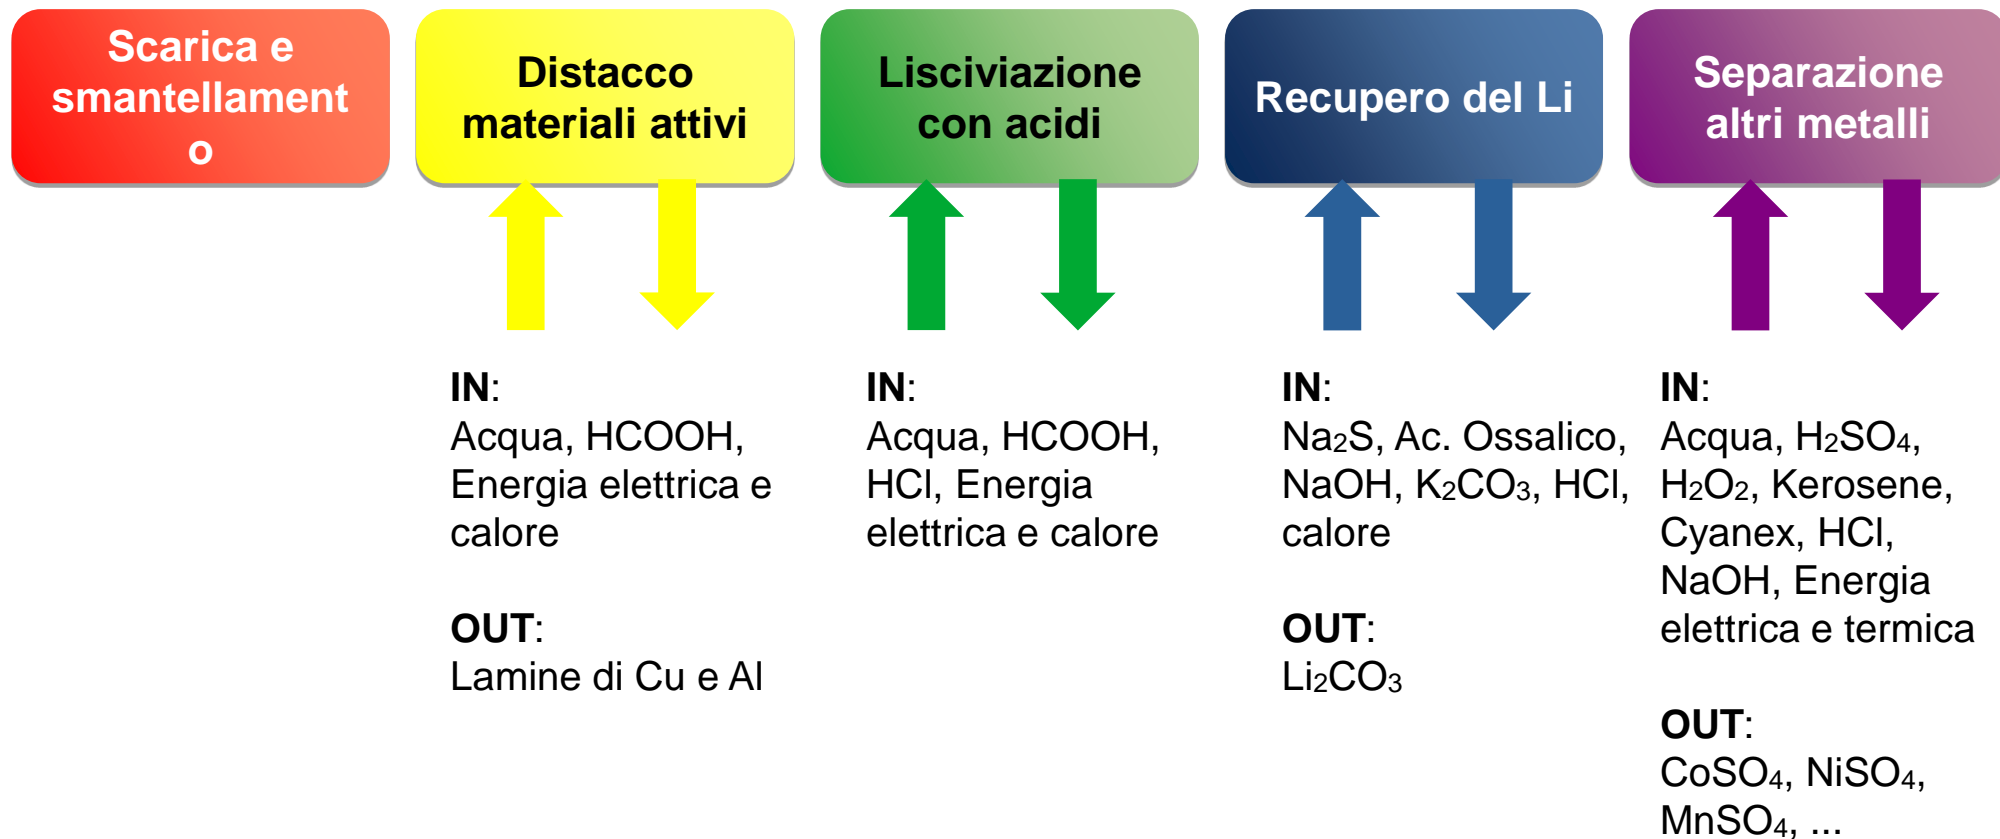 Scarica e
smantellament
o
Distacco
materiali attivi
Lisciviazione
con acidi
Recupero del Li
Separazione
altri metalli
IN:
Acqua, HCOOH,
Energia elettrica e
calore
OUT:
Lamine di Cu e Al
IN:
Acqua, HCOOH,
HCl, Energia
elettrica e calore
IN:
Na₂S, Ac. Ossalico,
NaOH, K₂CO₃, HCl,
calore
OUT:
Li₂CO₃
IN:
Acqua, H₂SO₄,
H₂O₂, Kerosene,
Cyanex, HCl,
NaOH, Energia
elettrica e termica
OUT:
CoSO₄, NiSO₄,
MnSO₄, ...